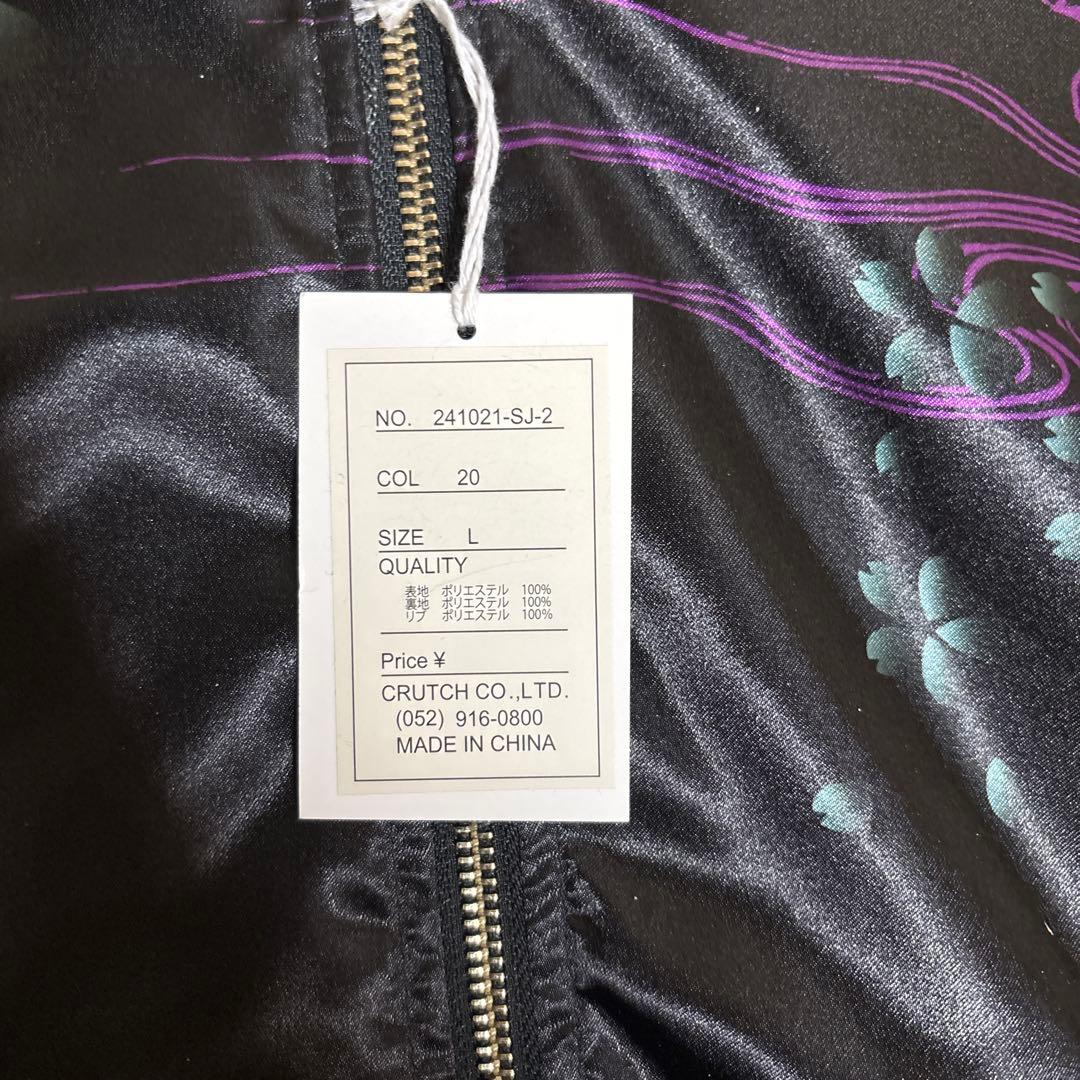 NO. 241021-SJ-2
COL 20
SIZE L
QUALITY
表地 ポリエステル 100%
裏地 ポリエステル 100%
リブ ポリエステル 100%
Price ¥
CRUTCH CO.,LTD.
(052) 916-0800
MADE IN CHINA